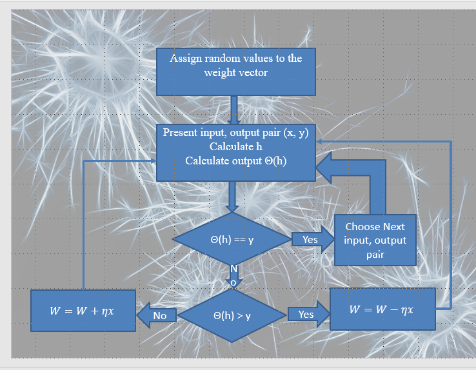 Assign random values to the
weight vector
Present input, output pair (x, y)
Calculate h
Calculate output Θ(h)
Θ(h) == y
Yes
Choose Next
input, output
pair
No
W = W + ηx
No
Θ(h) > y
Yes
W = W − ηx